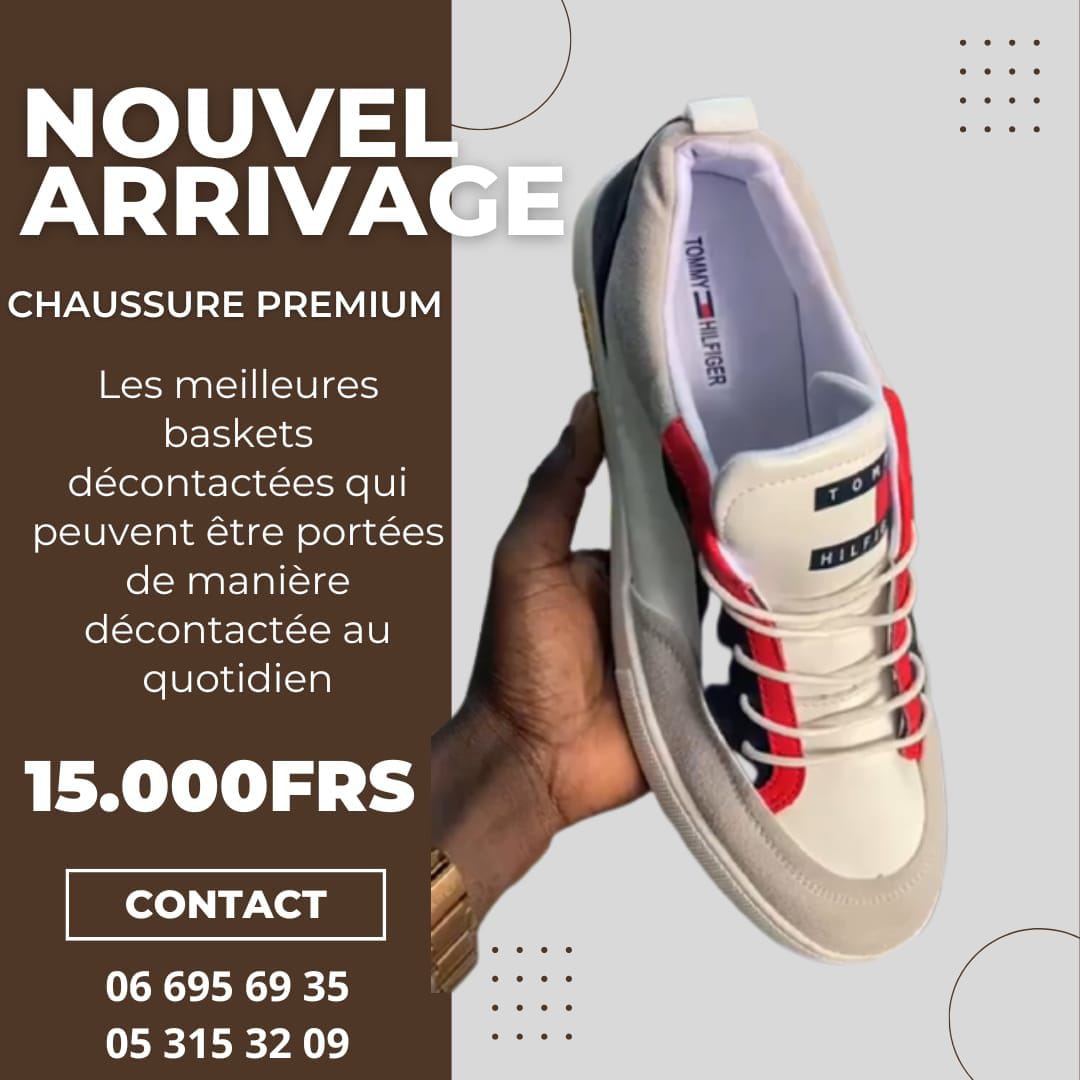 NOUVEL
ARRIVAGE
CHAUSSURE PREMIUM
Les meilleures
baskets
décontactées qui
peuvent être portées
de manière
décontactée au
quotidien
15.000FRS
CONTACT
06 695 69 35
05 315 32 09
TOMMY HILFIGER
TOM
HILFIG